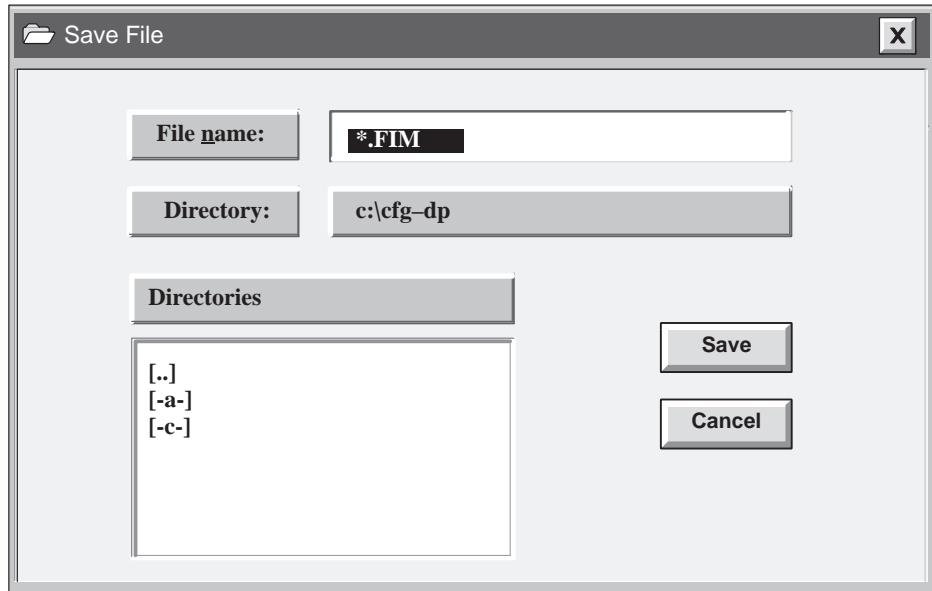 Save File
X
File name:
*.FIM
Directory:
c:\cfg–dp
Directories
[..]
[-a-]
[-c-]
Save
Cancel